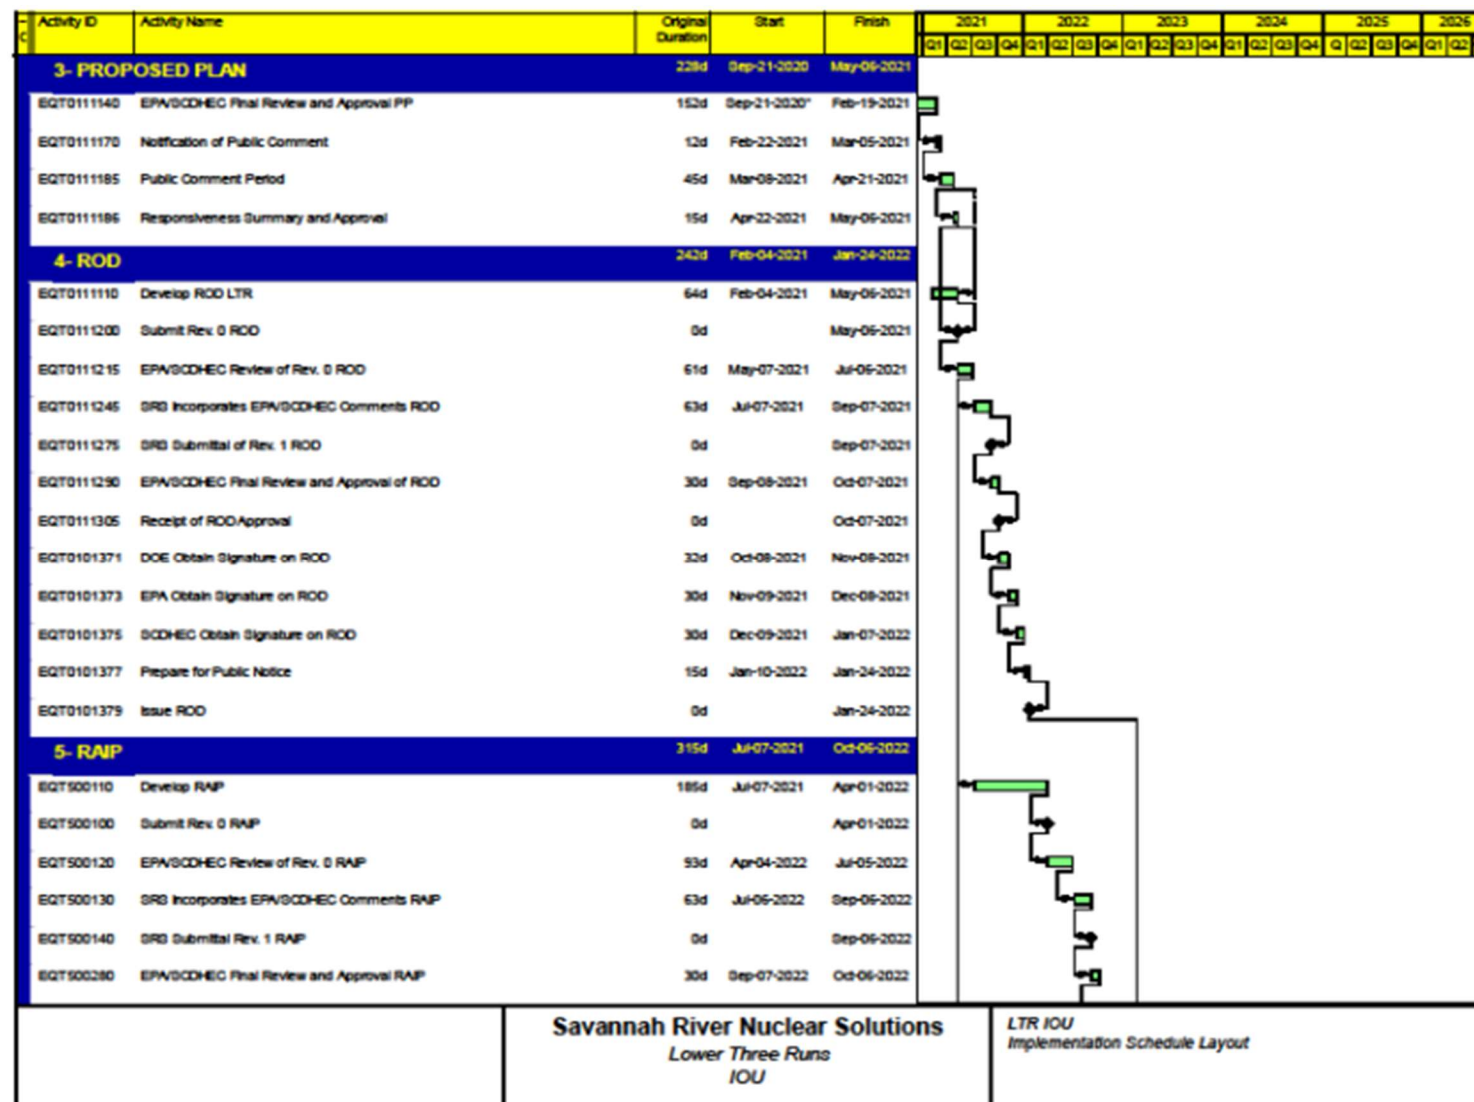 Activity ID Activity Name Original Duration Start Finish 2021 2022 2023 2024 2025 2026
C Q1 Q2 Q3 Q4 Q1 Q2 Q3 Q4 Q1 Q2 Q3 Q4 Q1 Q2 Q3 Q4 Q Q2 Q3 Q4 Q1 Q2
3- PROPOSED PLAN 228d Sep-21-2020 May-06-2021
EQT0111140 EPA/SCDHEC Final Review and Approval PP 152d Sep-21-2020* Feb-19-2021
EQT0111170 Notification of Public Comment 12d Feb-22-2021 Mar-05-2021
EQT0111185 Public Comment Period 45d Mar-08-2021 Apr-21-2021
EQT0111186 Responsiveness Summary and Approval 15d Apr-22-2021 May-06-2021
4- ROD 242d Feb-04-2021 Jan-24-2022
EQT0111110 Develop ROD LTR 64d Feb-04-2021 May-06-2021
EQT0111200 Submit Rev. 0 ROD 0d May-06-2021
EQT0111215 EPA/SCDHEC Review of Rev. 0 ROD 61d May-07-2021 Jul-06-2021
EQT0111245 SRS Incorporates EPA/SCDHEC Comments ROD 63d Jul-07-2021 Sep-07-2021
EQT0111275 SRS Submittal of Rev. 1 ROD 0d Sep-07-2021
EQT0111290 EPA/SCDHEC Final Review and Approval of ROD 30d Sep-08-2021 Oct-07-2021
EQT0111305 Receipt of ROD Approval 0d Oct-07-2021
EQT0101371 DOE Obtain Signature on ROD 32d Oct-08-2021 Nov-08-2021
EQT0101373 EPA Obtain Signature on ROD 30d Nov-09-2021 Dec-08-2021
EQT0101375 SCDHEC Obtain Signature on ROD 30d Dec-09-2021 Jan-07-2022
EQT0101377 Prepare for Public Notice 15d Jan-10-2022 Jan-24-2022
EQT0101379 Issue ROD 0d Jan-24-2022
5- RAIP 315d Jul-07-2021 Oct-06-2022
EQT500110 Develop RAIP 185d Jul-07-2021 Apr-01-2022
EQT500100 Submit Rev. 0 RAIP 0d Apr-01-2022
EQT500120 EPA/SCDHEC Review of Rev. 0 RAIP 93d Apr-04-2022 Jul-05-2022
EQT500130 SRS Incorporates EPA/SCDHEC Comments RAIP 63d Jul-06-2022 Sep-06-2022
EQT500140 SRS Submittal Rev. 1 RAIP 0d Sep-06-2022
EQT500280 EPA/SCDHEC Final Review and Approval RAIP 30d Sep-07-2022 Oct-06-2022
Savannah River Nuclear Solutions
Lower Three Runs
IOU
LTR IOU
Implementation Schedule Layout